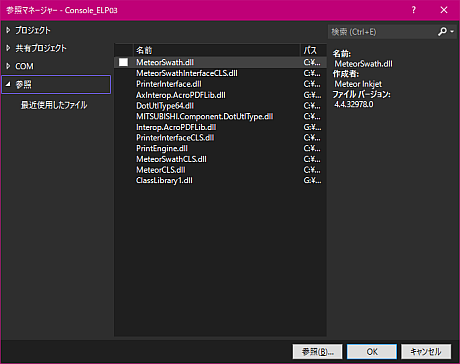 参照マネージャー - Console_ELP03
? ×
プロジェクト
共有プロジェクト
COM
参照
最近使用したファイル
名前 パス
MeteorSwath.dll C:¥...
MeteorSwathInterfaceCLS.dll C:¥...
PrinterInterface.dll C:¥...
AxInterop.AcroPDFLib.dll G:¥...
DotUtlType64.dll C:¥...
MITSUBISHI.Component.DotUtlType.dll C:¥...
Interop.AcroPDFLib.dll G:¥...
PrinterInterfaceCLS.dll C:¥...
PrintEngine.dll C:¥...
MeteorSwathCLS.dll C:¥...
MeteorCLS.dll C:¥...
ClassLibrary1.dll G:¥...
検索 (Ctrl+E)
名前:
MeteorSwath.dll
作成者:
Meteor Inkjet
ファイル バージョン:
4.4.32978.0
参照(B)... OK キャンセル